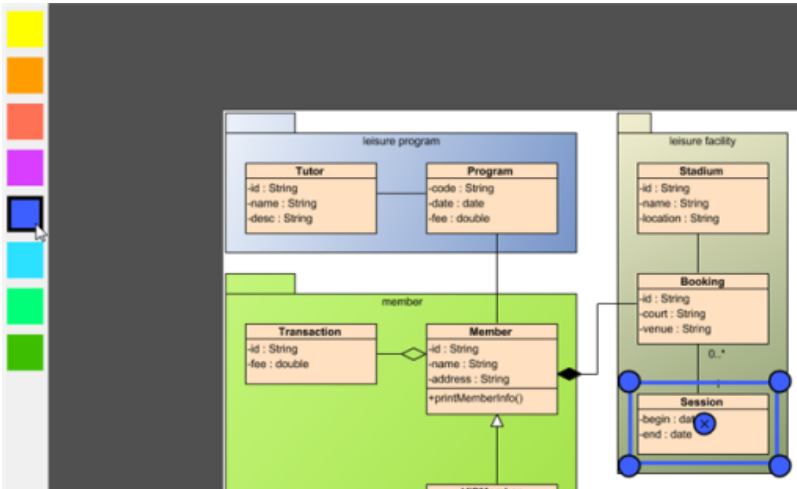 leisure program
Tutor
-id : String
-name : String
-desc : String
Program
-code : String
-date : date
-fee : double
leisure facility
Stadium
-id : String
-name : String
-location : String
Booking
-id : String
-court : String
-venue : String
0..*
member
Transaction
-id : String
-fee : double
Member
-id : String
-name : String
-address : String
+printMemberInfo()
Session
-begin : dat
-end : date